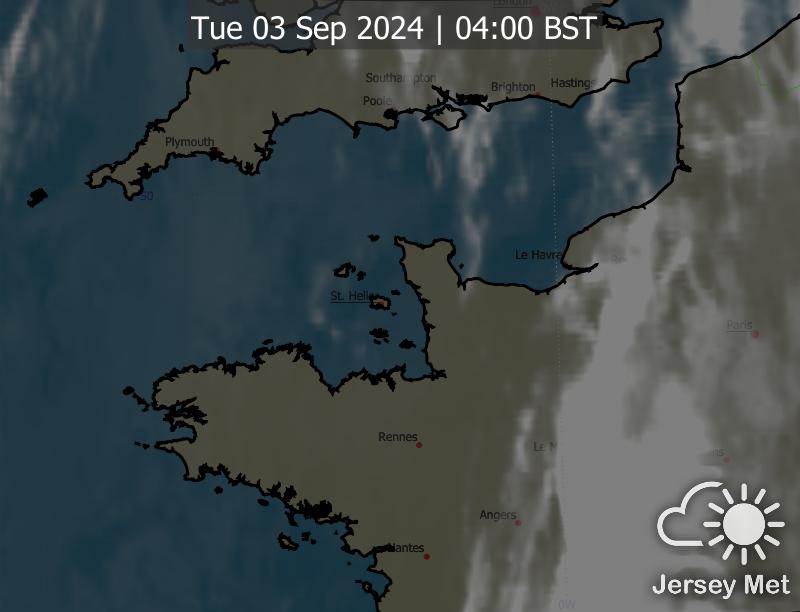 London
Tue 03 Sep 2024 | 04:00 BST
Southampton
Brighton
Hastings
Poole
Plymouth
50
Le Havre
St. Helier
Paris
Rennes
Le M
Angers
Nantes
0W
Jersey Met